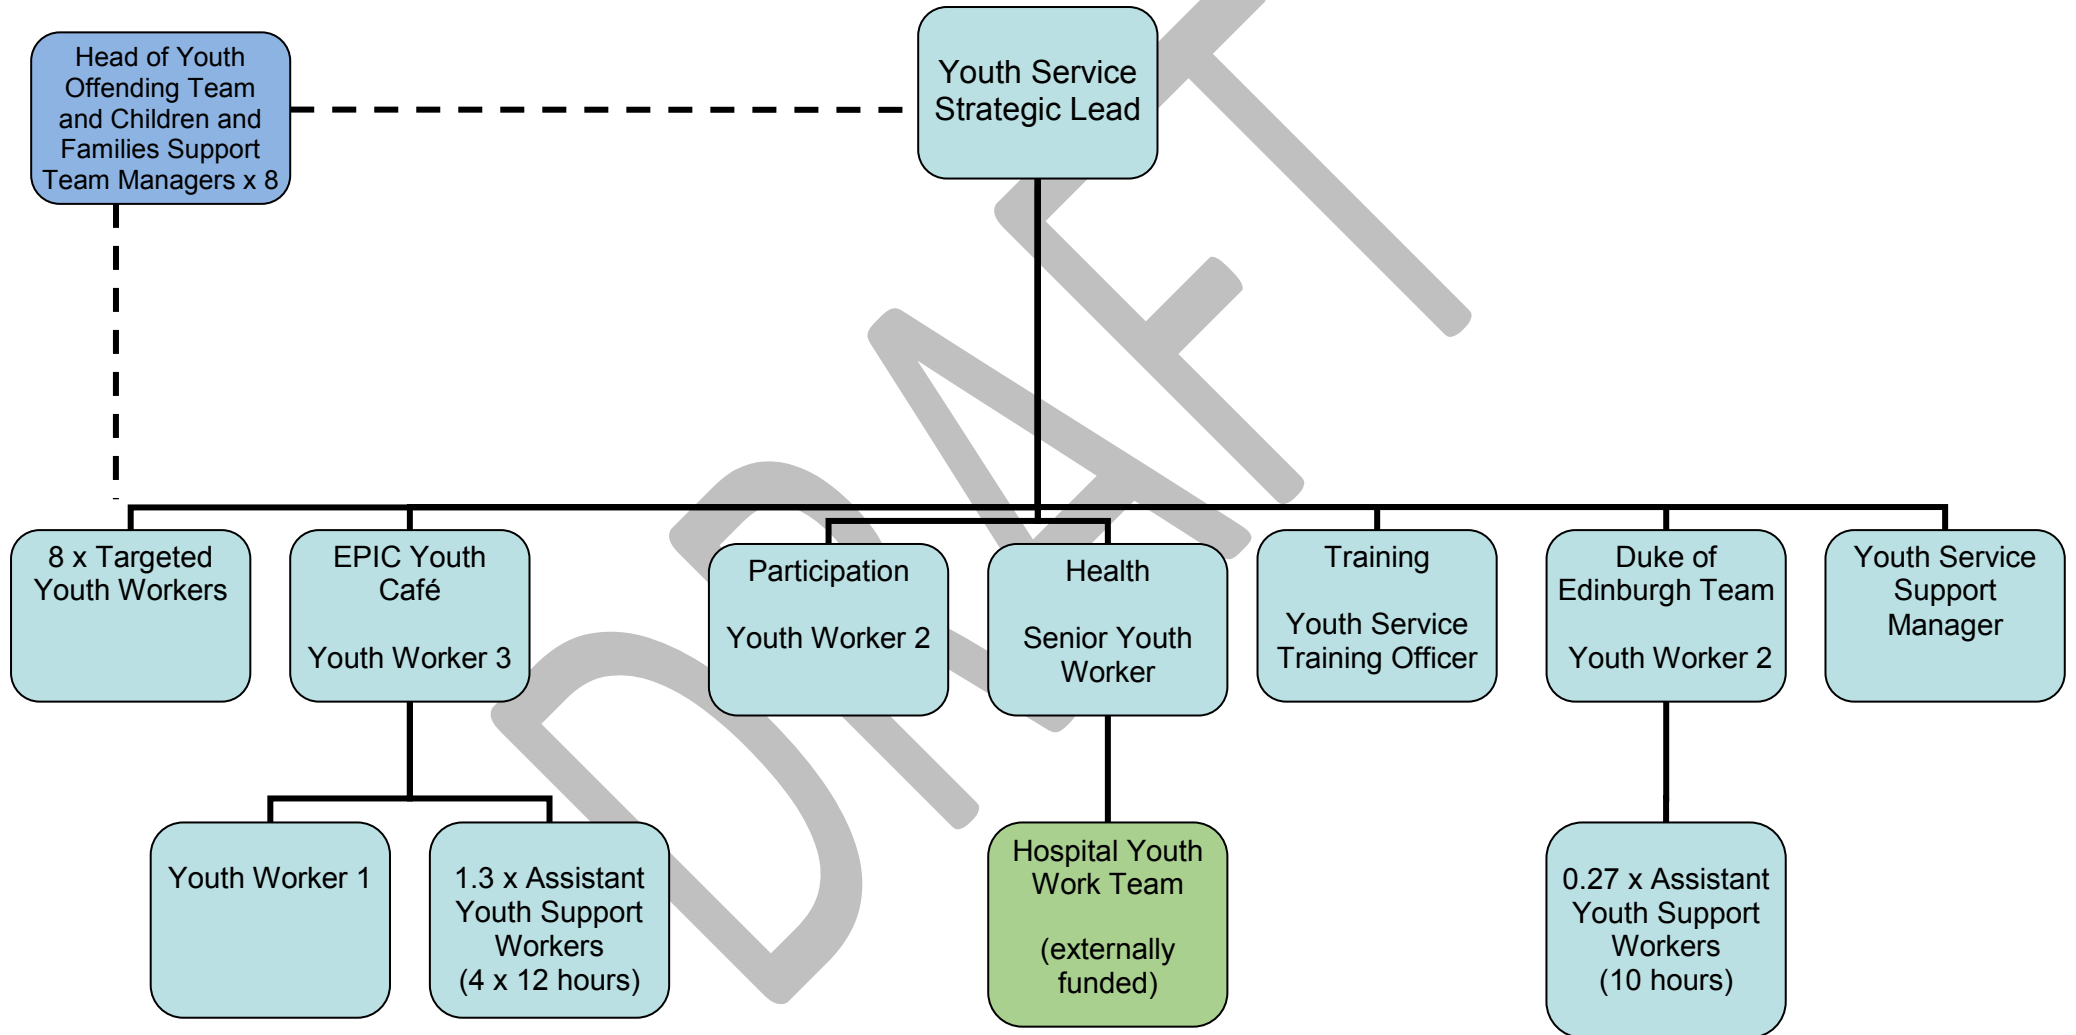 Head of Youth
Offending Team
and Children and
Families Support
Team Managers x 8
Youth Service
Strategic Lead
8 x Targeted
Youth Workers
EPIC Youth
Café
Youth Worker 3
Participation
Youth Worker 2
Health
Senior Youth
Worker
Training
Youth Service
Training Officer
Duke of
Edinburgh Team
Youth Worker 2
Youth Service
Support
Manager
Youth Worker 1
1.3 x Assistant
Youth Support
Workers
(4 x 12 hours)
Hospital Youth
Work Team
(externally
funded)
0.27 x Assistant
Youth Support
Workers
(10 hours)
DRAFT